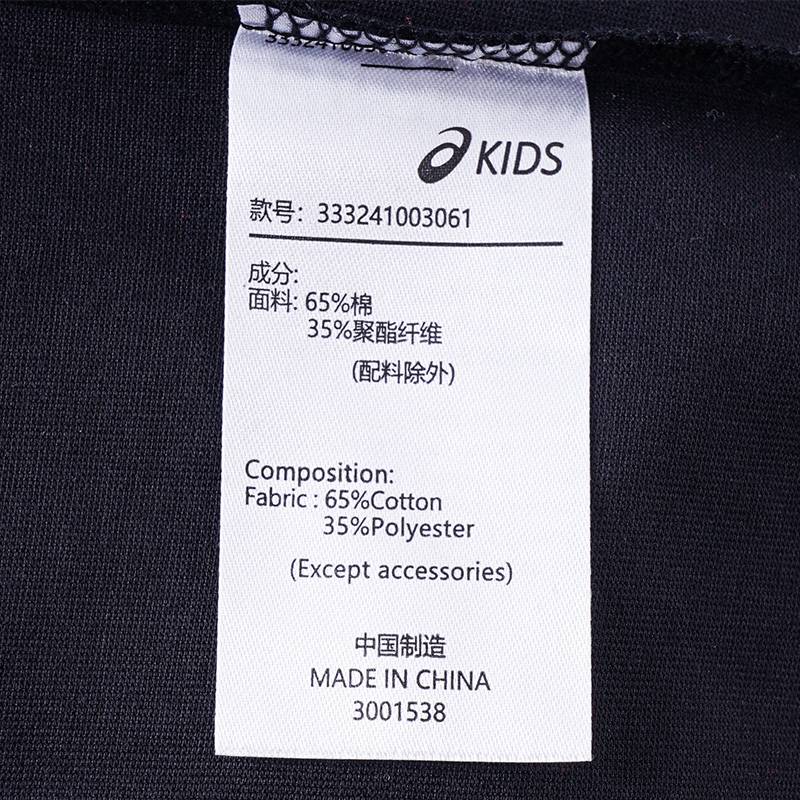 KIDS
款号: 333241003061
成分:
面料: 65%棉
35%聚酯纤维
(配料除外)
Composition:
Fabric : 65%Cotton
35%Polyester
(Except accessories)
中国制造
MADE IN CHINA
3001538